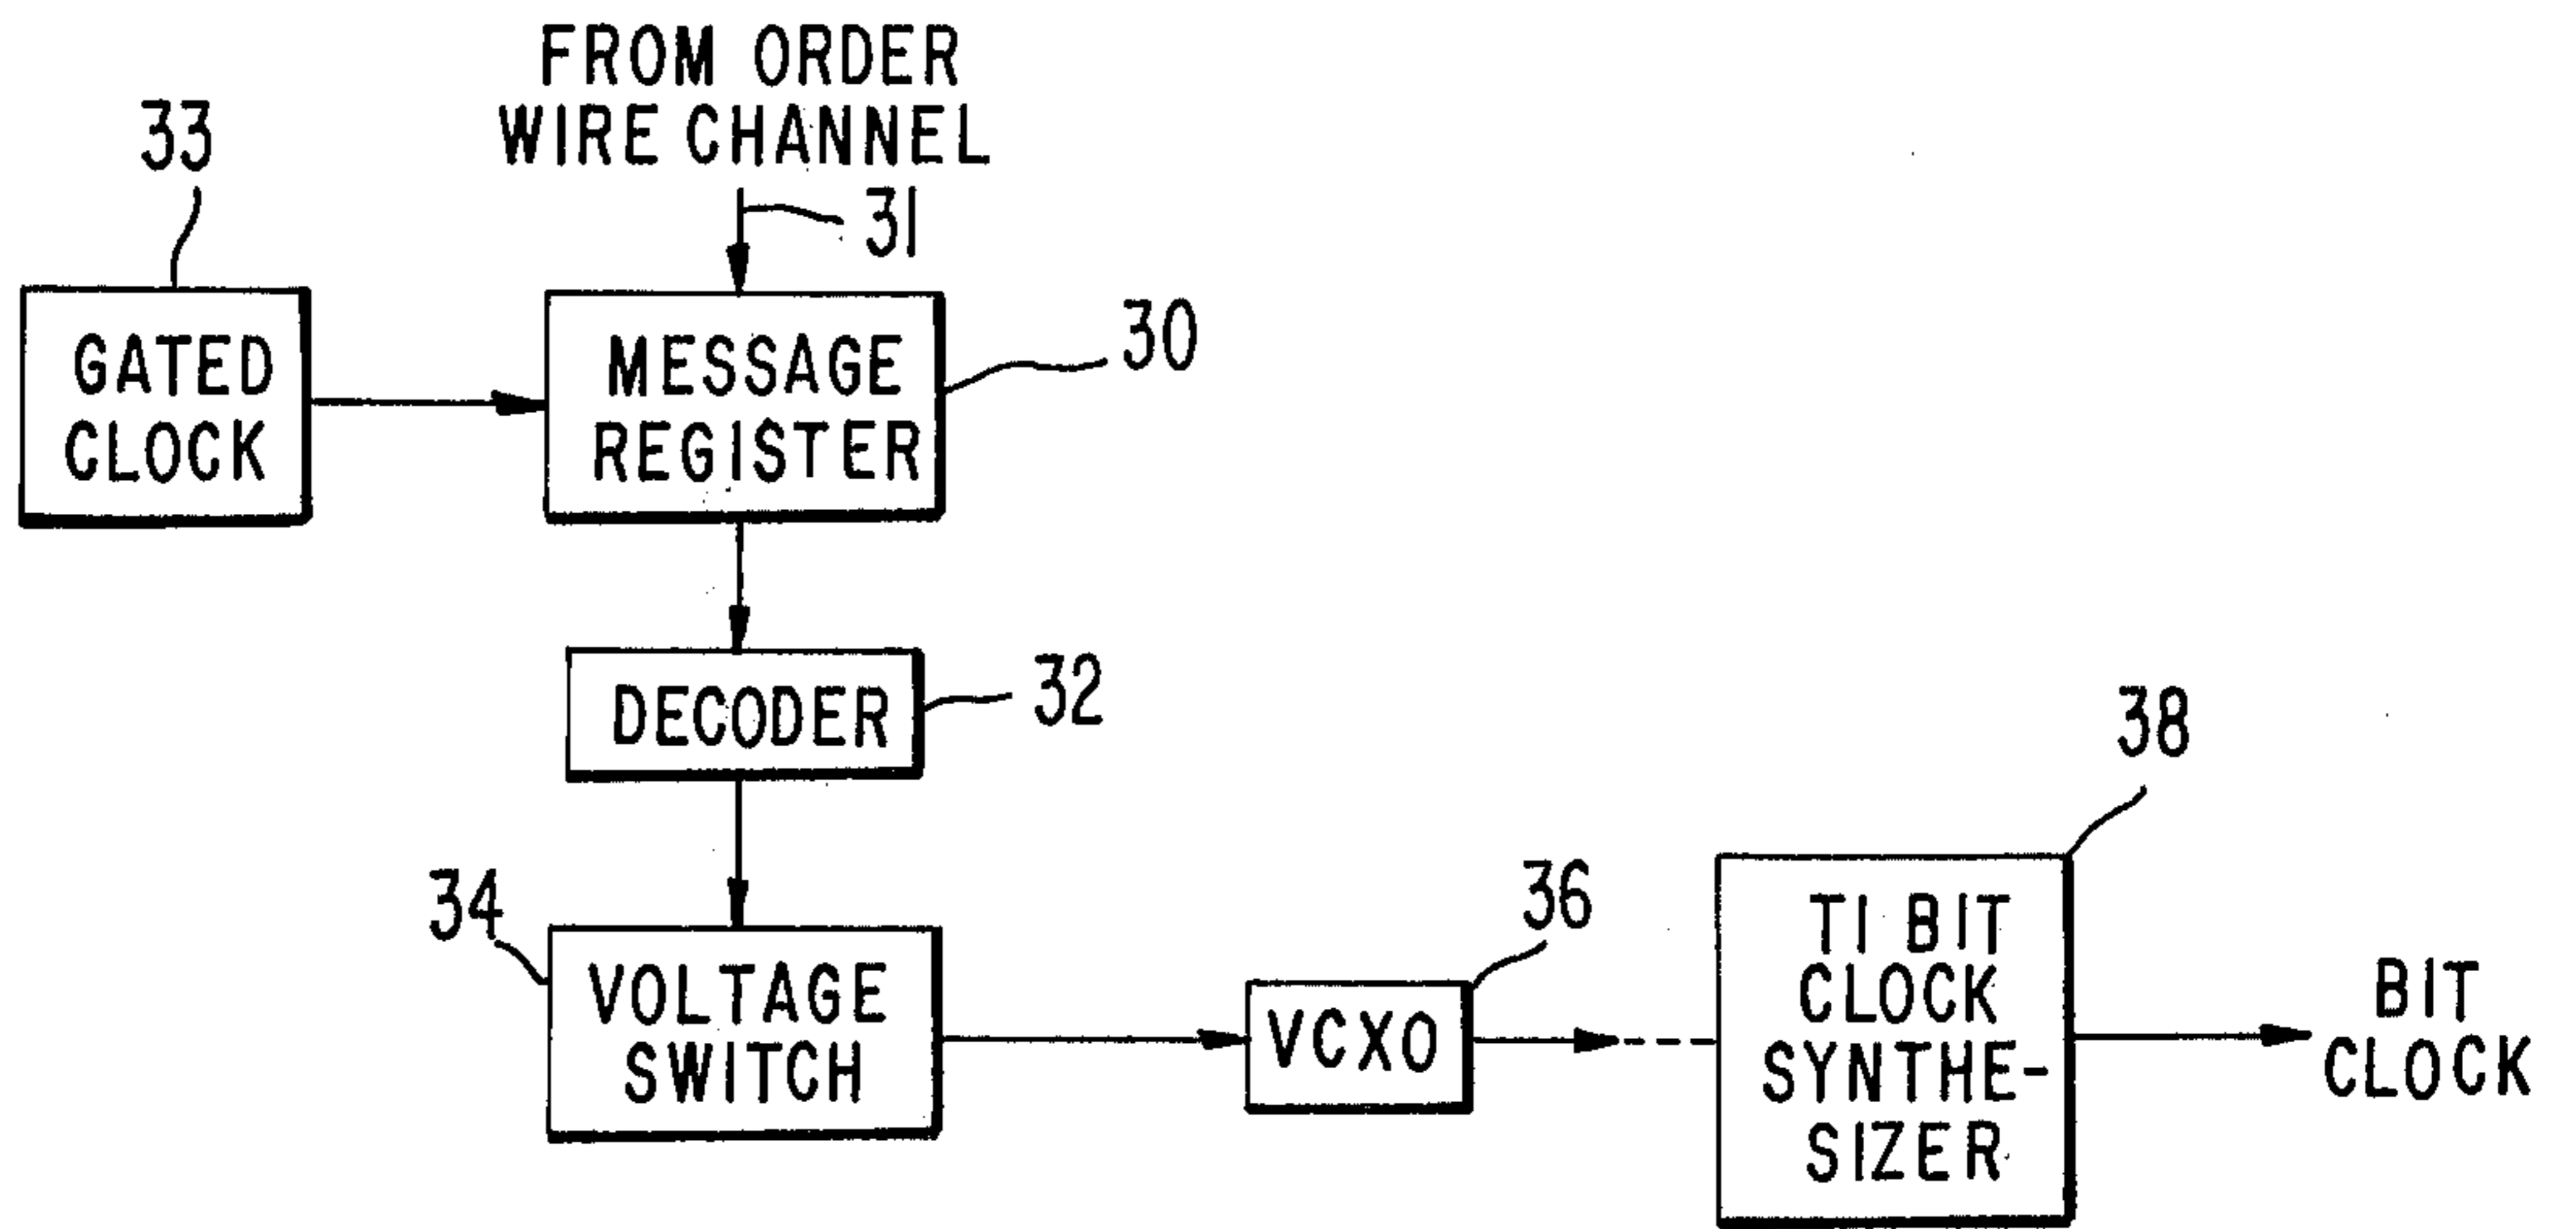 FROM ORDER
WIRE CHANNEL
33
31
GATED
CLOCK
MESSAGE
REGISTER
30
DECODER
32
34
VOLTAGE
SWITCH
36
VCXO
38
T1 BIT
CLOCK
SYNTHE-
SIZER
BIT
CLOCK